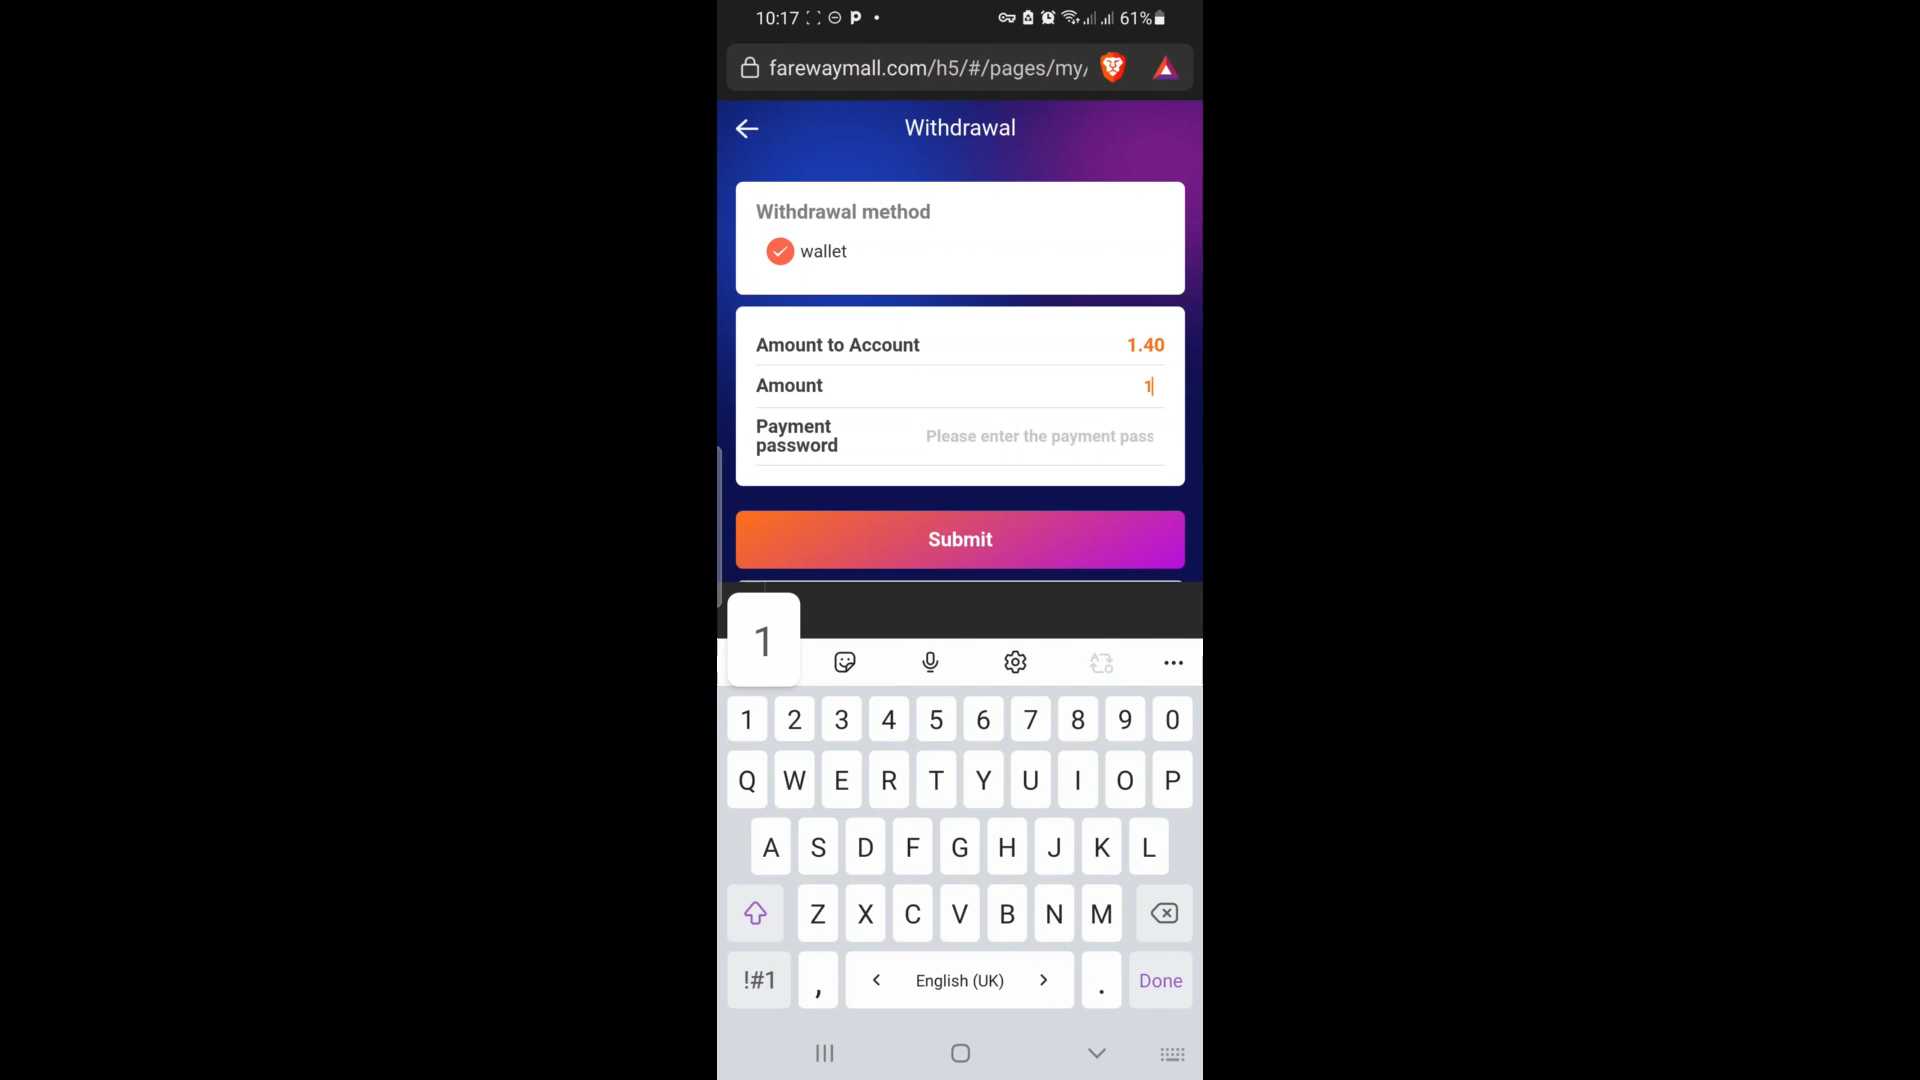 10:17 61%
farewaymall.com/h5/#/pages/my/
Withdrawal
Withdrawal method
wallet
Amount to Account 1.40
Amount 1
Payment
password
Please enter the payment pass
Submit
1
1 2 3 4 5 6 7 8 9 0
Q W E R T Y U I O P
A S D F G H J K L
Z X C V B N M
!#1 , < English (UK) > . Done